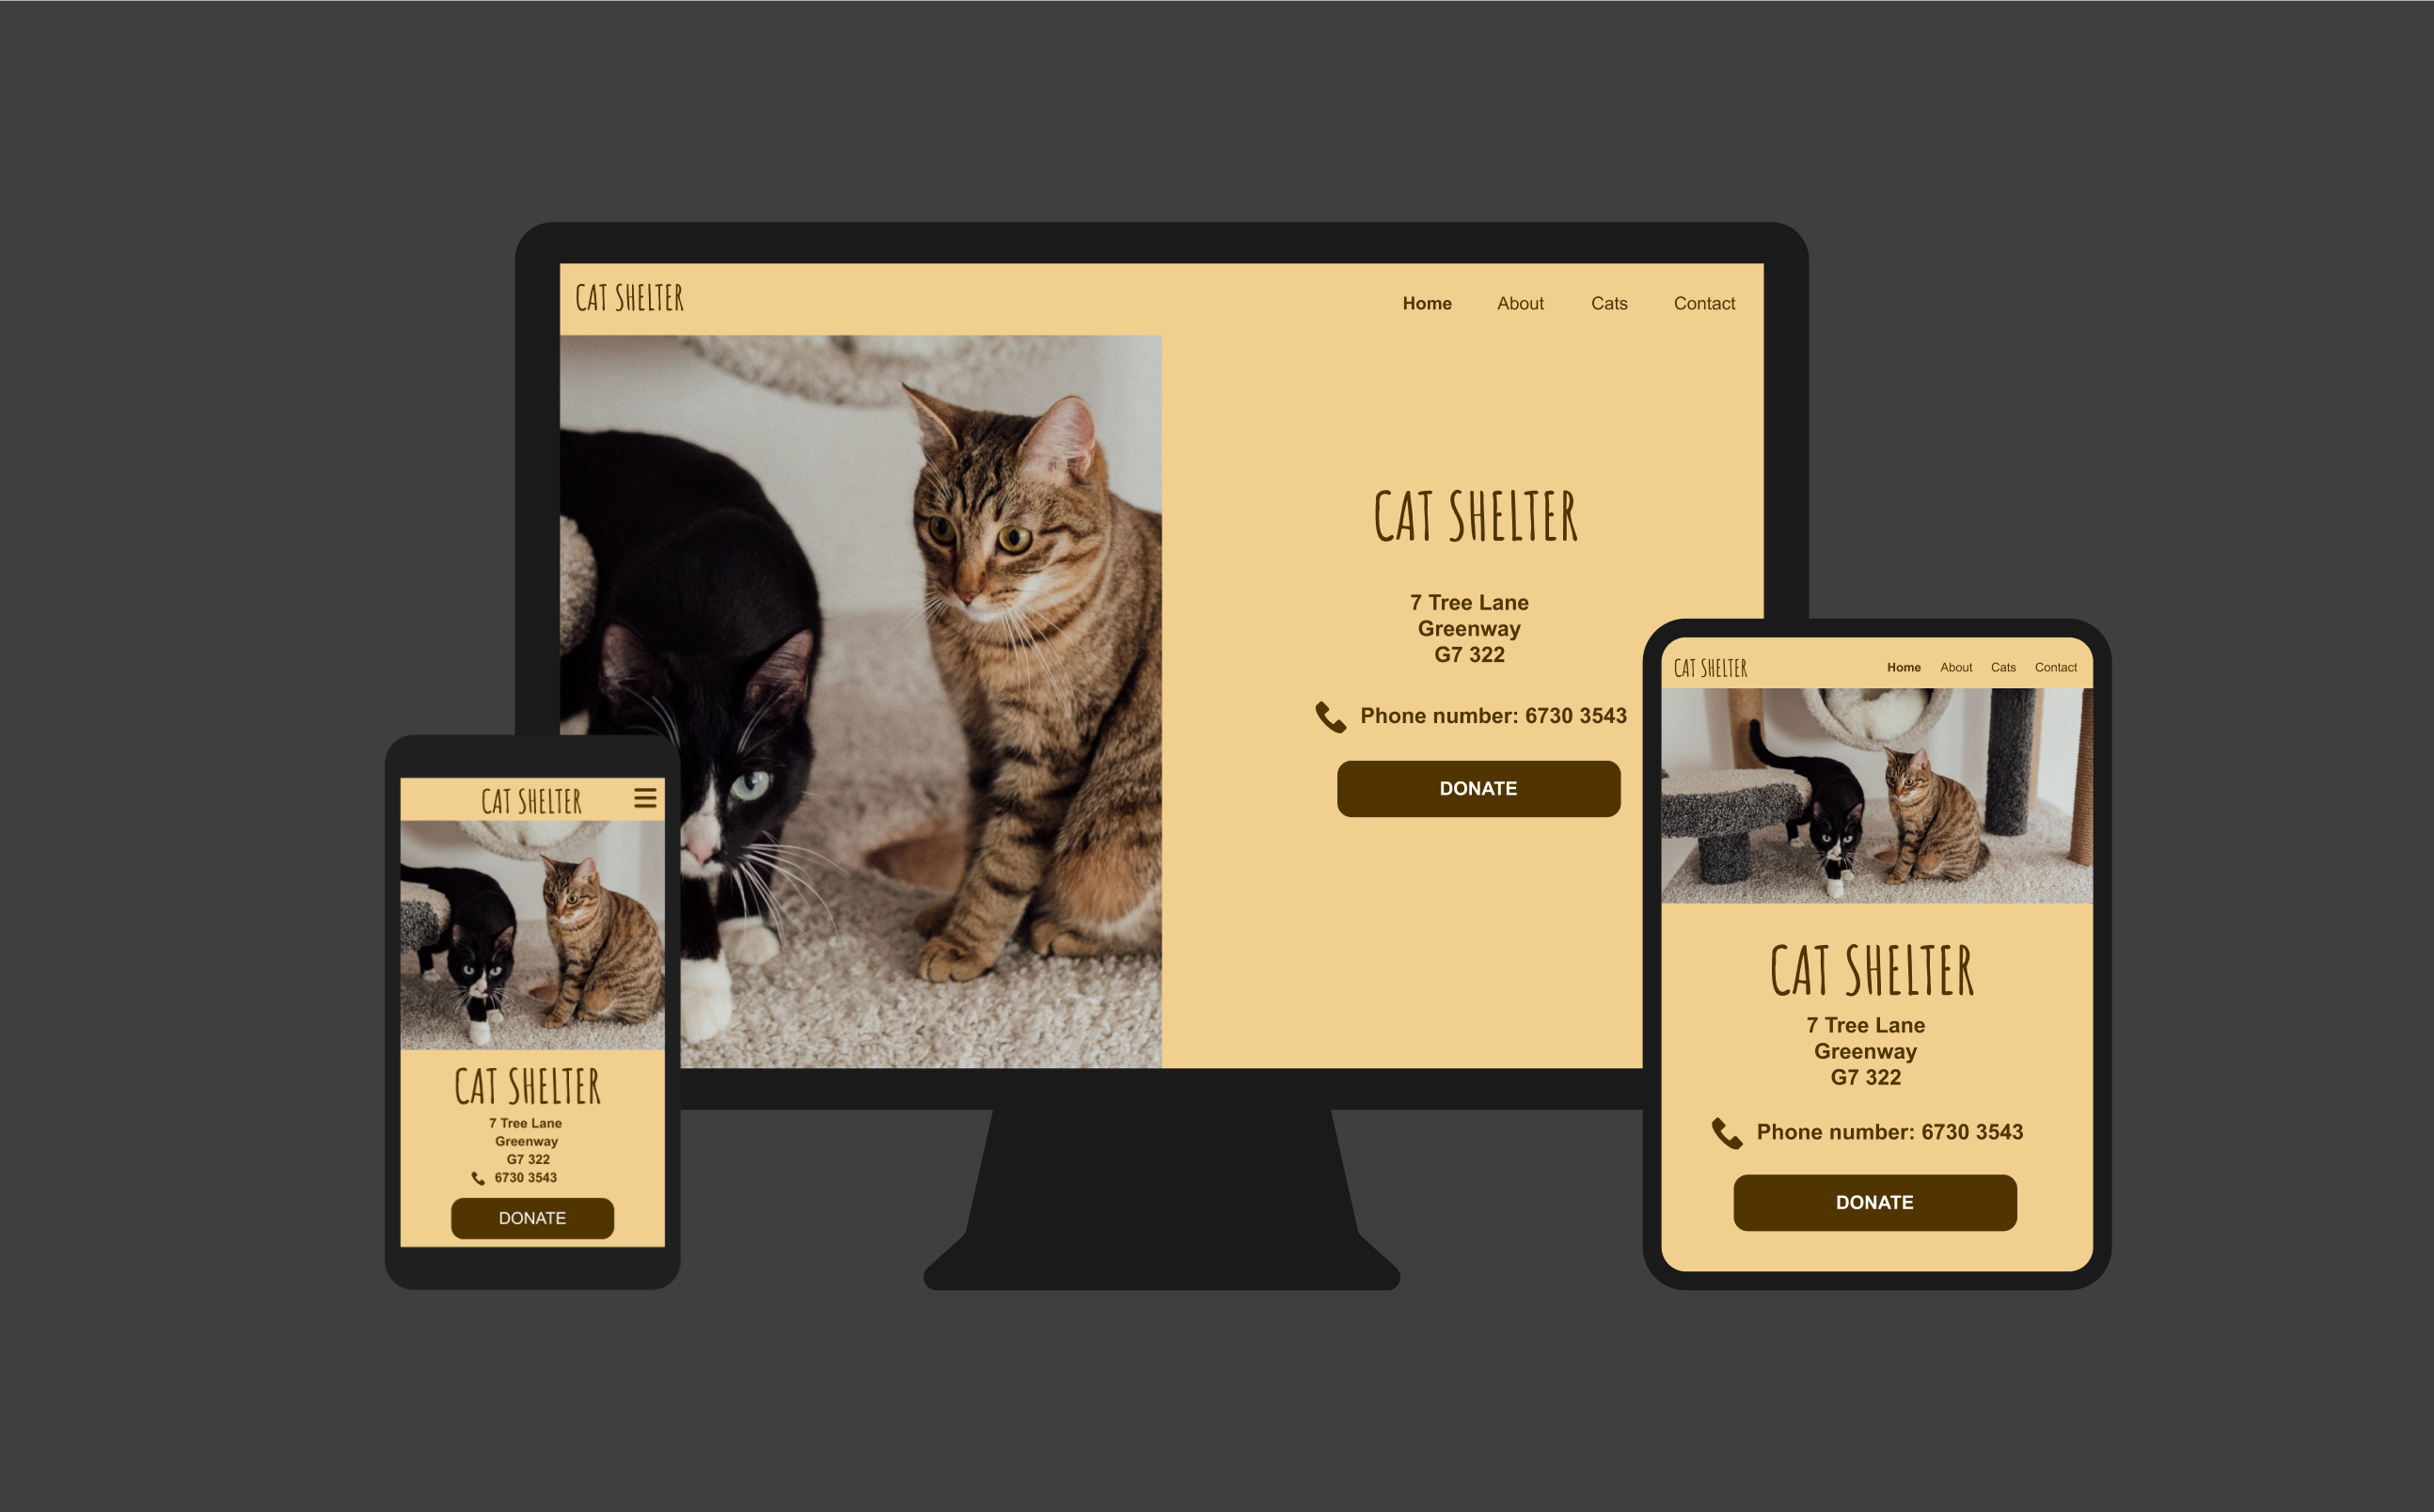 CAT SHELTER
Home About Cats Contact
CAT SHELTER
7 Tree Lane
Greenway
G7 322
Phone number: 6730 3543
DONATE
CAT SHELTER
CAT SHELTER
7 Tree Lane
Greenway
G7 322
6730 3543
DONATE
CAT SHELTER
Home About Cats Contact
CAT SHELTER
7 Tree Lane
Greenway
G7 322
Phone number: 6730 3543
DONATE